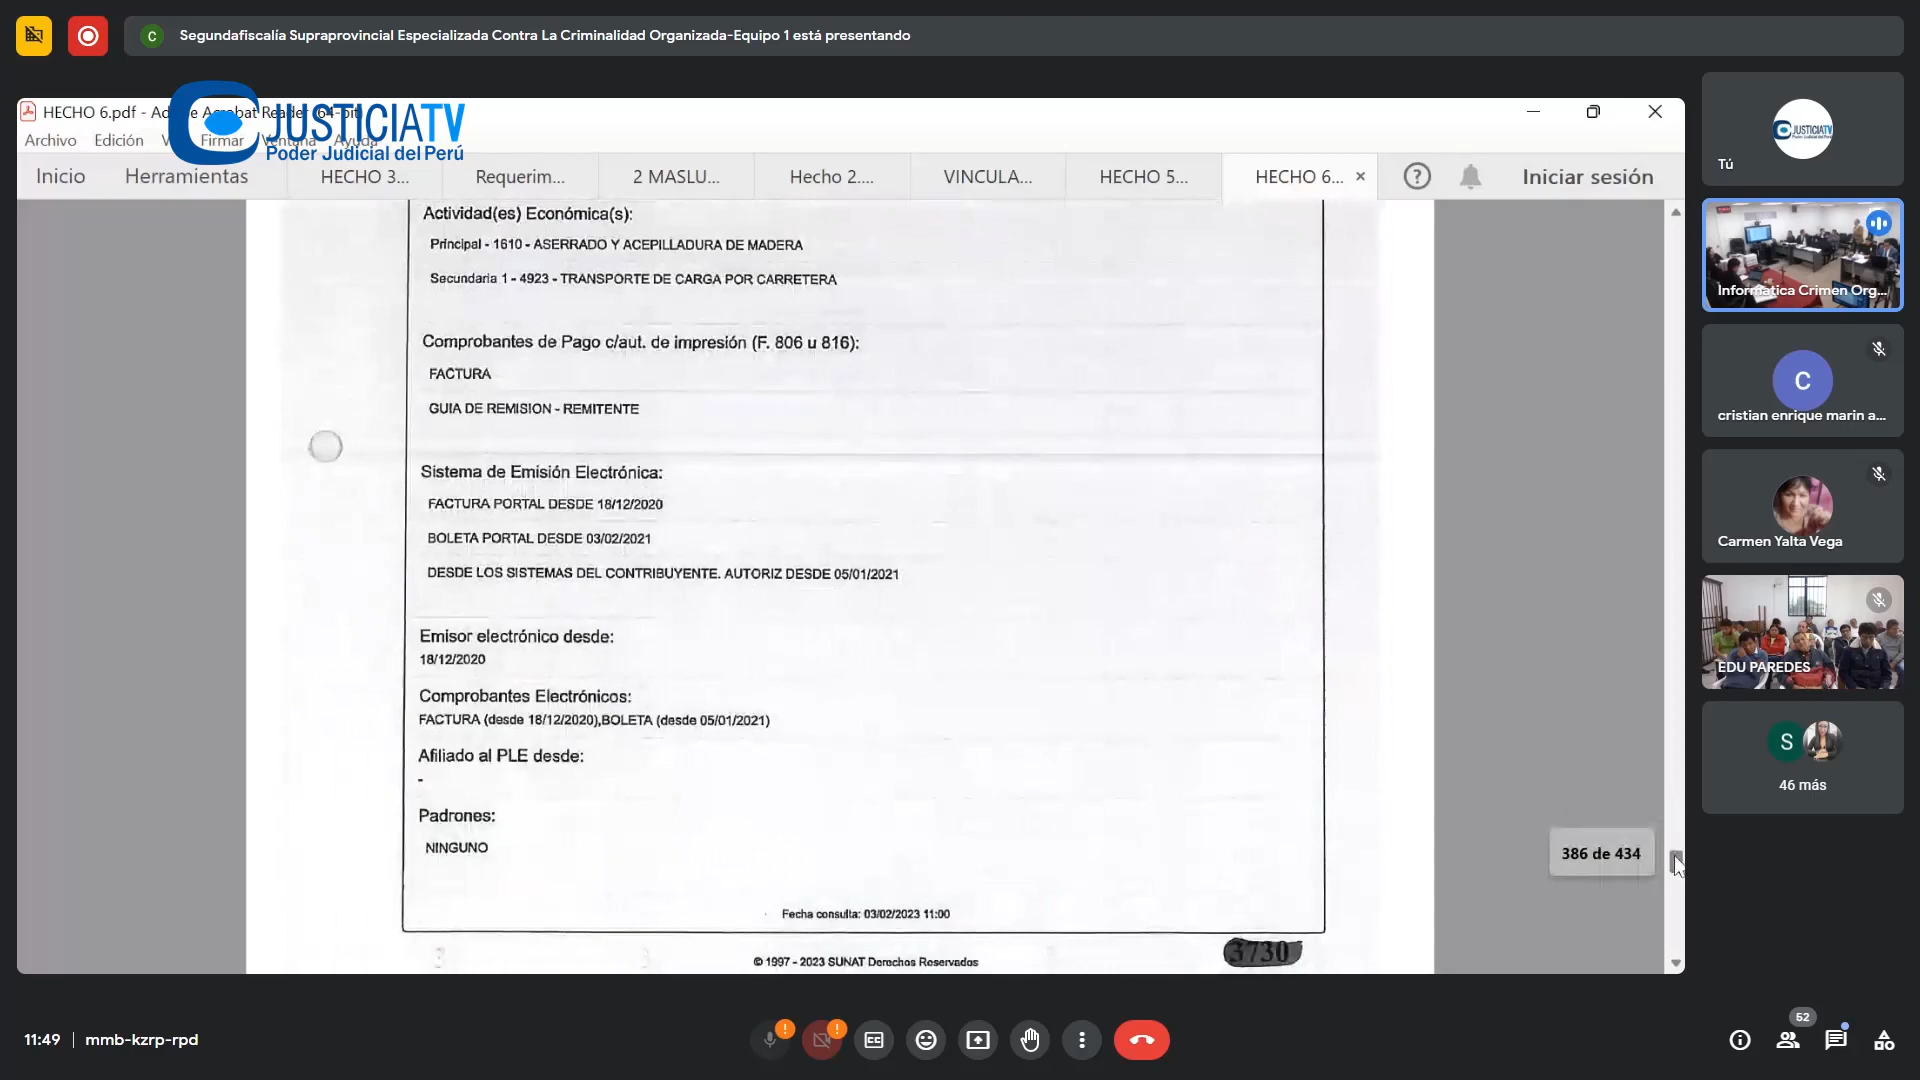 C
Segundafiscalía Supraprovincial Especializada Contra La Criminalidad Organizada-Equipo 1 está presentando
HECHO 6.pdf
JUSTICIATV
Poder Judicial del Perú
Archivo
Edición
Firmar
Ventana
Ayuda
Inicio
Herramientas
HECHO 3...
Requerim...
2 MASLU...
Hecho 2....
VINCULA...
HECHO 5...
HECHO 6...
Iniciar sesión
Actividad(es) Económica(s):
Principal - 1610 - ASERRADO Y ACEPILLADURA DE MADERA
Secundaria 1 - 4923 - TRANSPORTE DE CARGA POR CARRETERA
Comprobantes de Pago c/aut. de impresión (F. 806 u 816):
FACTURA
GUIA DE REMISION - REMITENTE
Sistema de Emisión Electrónica:
FACTURA PORTAL DESDE 18/12/2020
BOLETA PORTAL DESDE 03/02/2021
DESDE LOS SISTEMAS DEL CONTRIBUYENTE. AUTORIZ DESDE 05/01/2021
Emisor electrónico desde:
18/12/2020
Comprobantes Electrónicos:
FACTURA (desde 18/12/2020),BOLETA (desde 05/01/2021)
Afiliado al PLE desde:
-
Padrones:
NINGUNO
Fecha consulta: 03/02/2023 11:00
© 1997 - 2023 SUNAT Derechos Reservados
3730
386 de 434
JUSTICIATV
Tú
Informatica Crimen Org...
C
cristian enrique marin a...
Carmen Yalta Vega
EDU PAREDES
S
46 más
11:49
mmb-kzrp-rpd
52